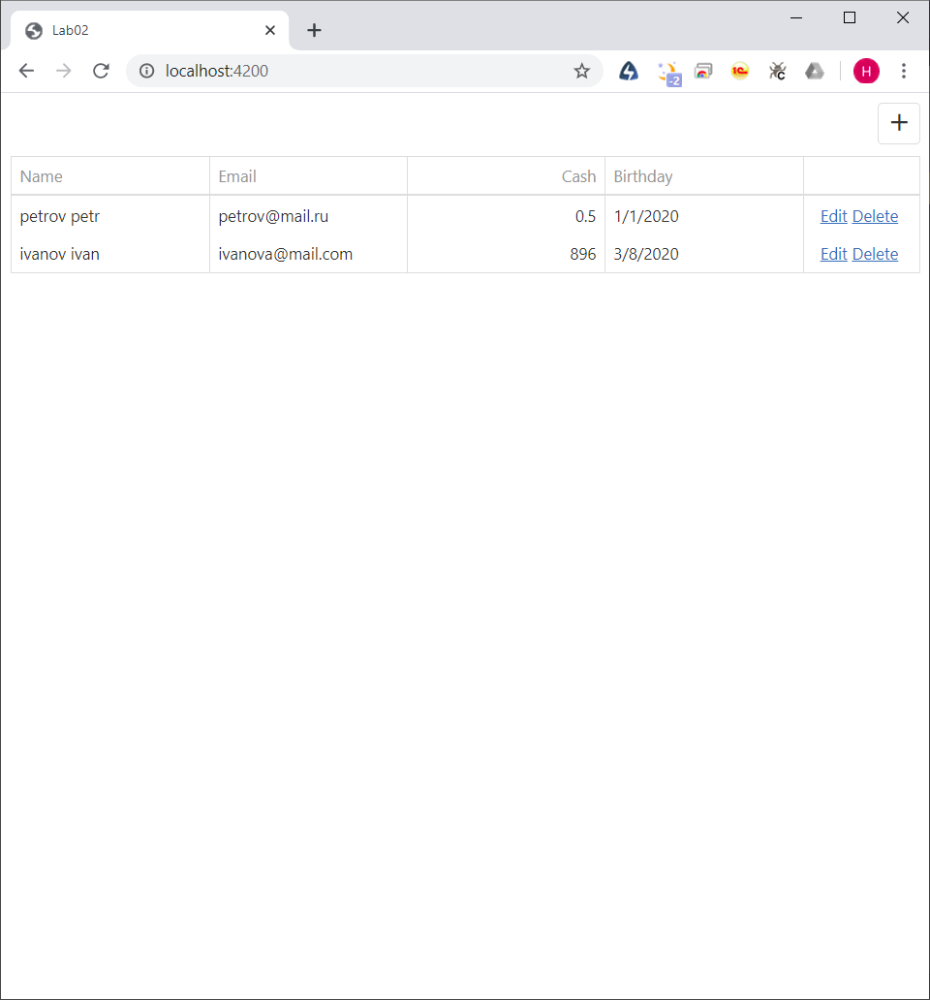 Lab02
localhost:4200
-2
1С
C
H
+
Name Email Cash Birthday
petrov petr petrov@mail.ru 0.5 1/1/2020 Edit Delete
ivanov ivan ivanova@mail.com 896 3/8/2020 Edit Delete